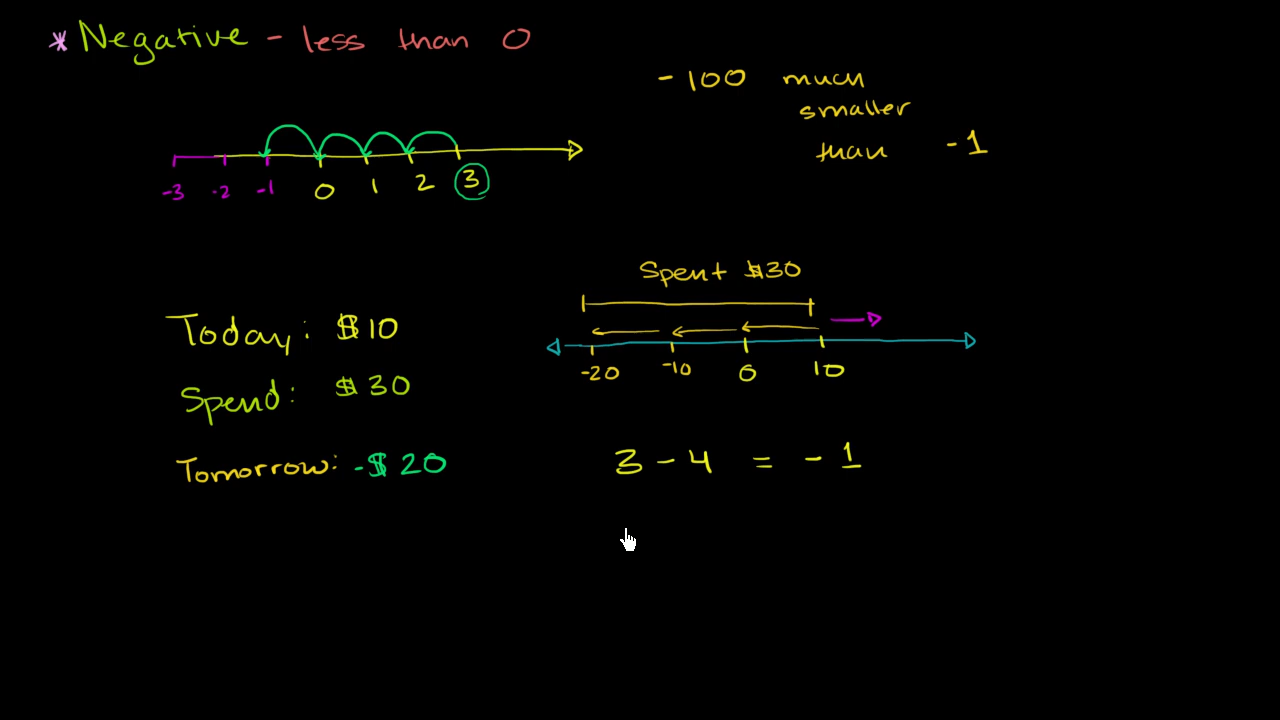 * Negative - less than 0
-100 much
smaller
than -1
-3 -2 -1 0 1 2 3
Spent $30
Today: $10
-20 -10 0 10
Spend: $30
Tomorrow: -$20
3 - 4 = - 1